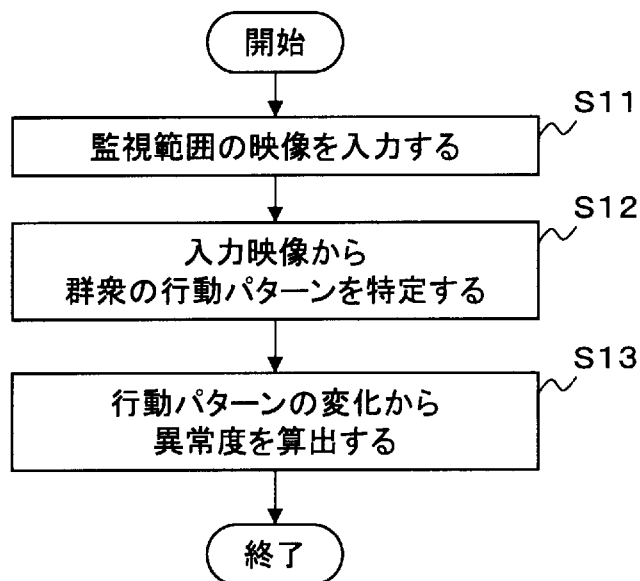 開始
S11
監視範囲の映像を入力する
S12
入力映像から
群衆の行動パターンを特定する
S13
行動パターンの変化から
異常度を算出する
終了